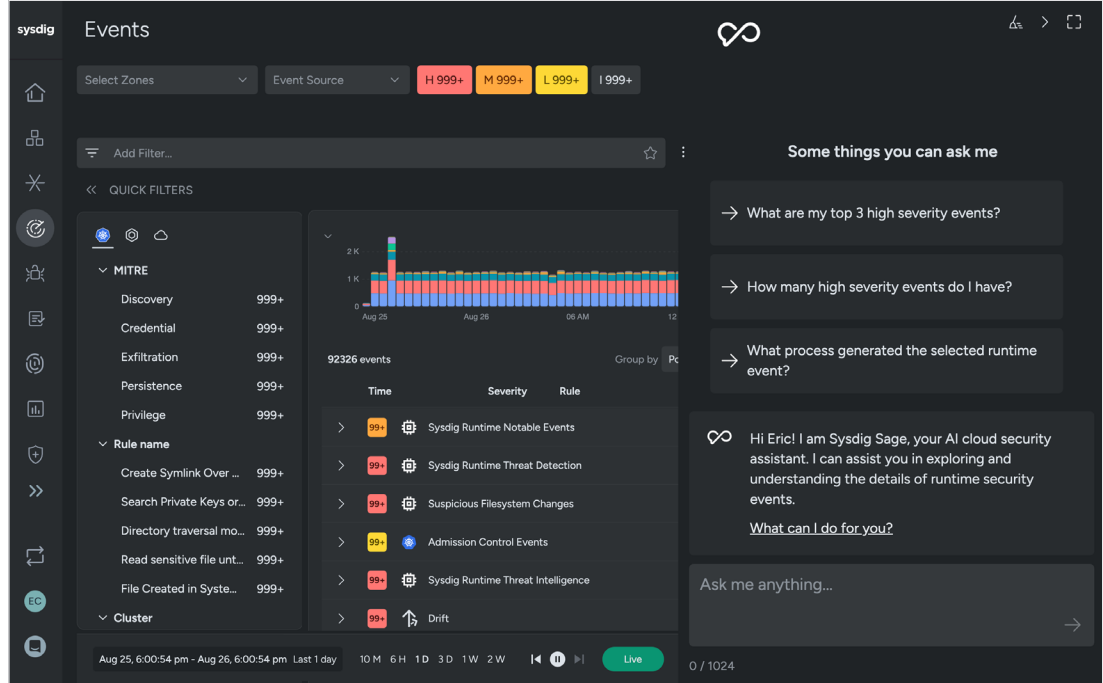 sysdig
Events
Select Zones
Event Source
H 999+
M 999+
L 999+
I 999+
Add Filter...
QUICK FILTERS
MITRE
Discovery 999+
Credential 999+
Exfiltration 999+
Persistence 999+
Privilege 999+
Rule name
Create Symlink Over ... 999+
Search Private Keys or... 999+
Directory traversal mo... 999+
Read sensitive file unt... 999+
File Created in Syste... 999+
Cluster
2 K
1 K
0
Aug 25 Aug 26 06 AM 12
92326 events Group by Po
Time Severity Rule
99+ Sysdig Runtime Notable Events
99+ Sysdig Runtime Threat Detection
99+ Suspicious Filesystem Changes
99+ Admission Control Events
99+ Sysdig Runtime Threat Intelligence
99+ Drift
EC
Aug 25, 6:00:54 pm - Aug 26, 6:00:54 pm Last 1 day 10 M 6 H 1 D 3 D 1 W 2 W Live
Some things you can ask me
What are my top 3 high severity events?
How many high severity events do I have?
What process generated the selected runtime
event?
Hi Eric! I am Sysdig Sage, your AI cloud security
assistant. I can assist you in exploring and
understanding the details of runtime security
events.
What can I do for you?
Ask me anything...
0 / 1024